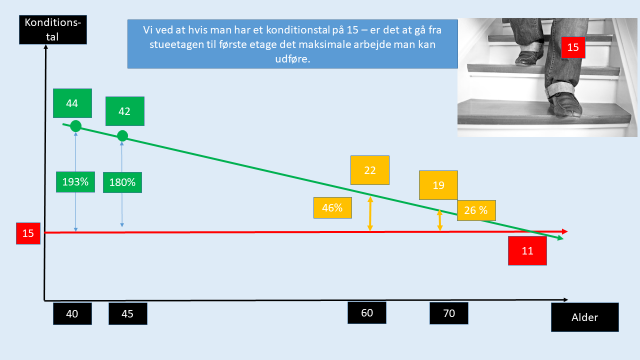 Konditions-
tal
Vi ved at hvis man har et konditionstal på 15 – er det at gå fra
stueetagen til første etage det maksimale arbejde man kan
udføre.
15
44
42
193%
180%
22
19
46%
26 %
15
11
40
45
60
70
Alder